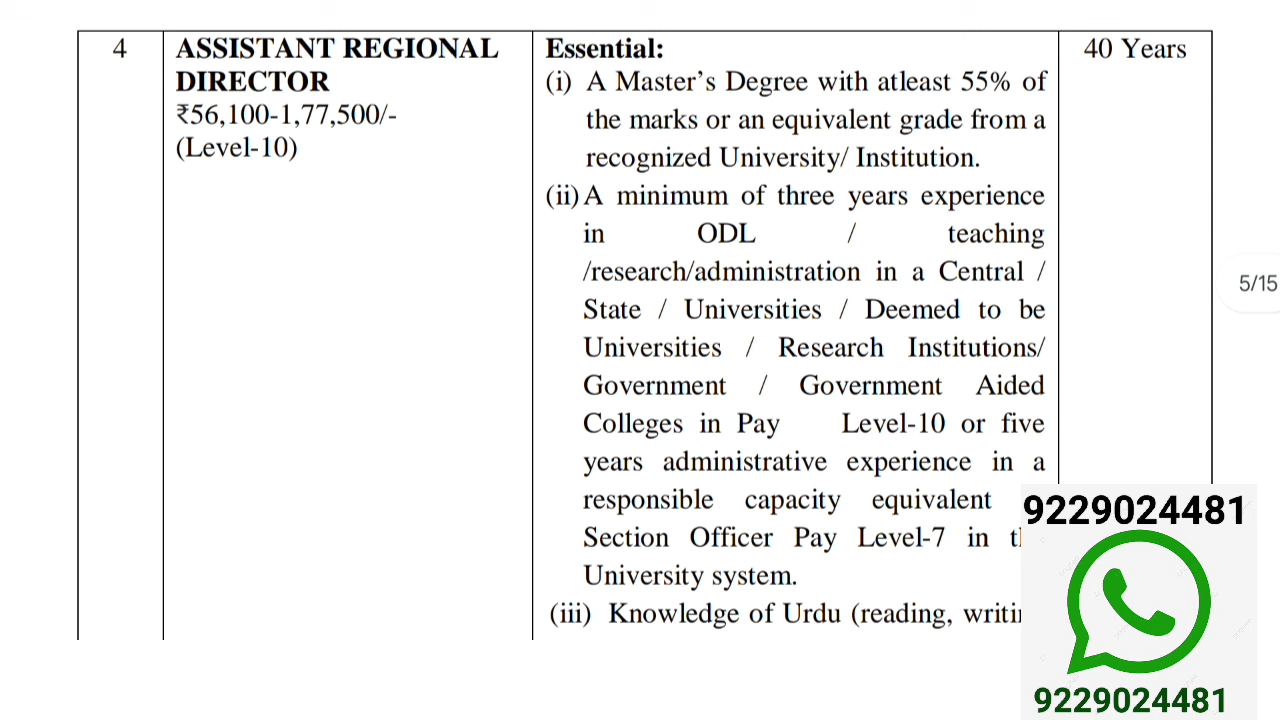 4
ASSISTANT REGIONAL
DIRECTOR
₹56,100-1,77,500/-
(Level-10)
Essential:
(i) A Master’s Degree with atleast 55% of
the marks or an equivalent grade from a
recognized University/ Institution.
(ii) A minimum of three years experience
in ODL / teaching
/research/administration in a Central /
State / Universities / Deemed to be
Universities / Research Institutions/
Government / Government Aided
Colleges in Pay Level-10 or five
years administrative experience in a
responsible capacity equivalent
Section Officer Pay Level-7 in
University system.
(iii) Knowledge of Urdu (reading,
40 Years
5/15
9229024481
9229024481